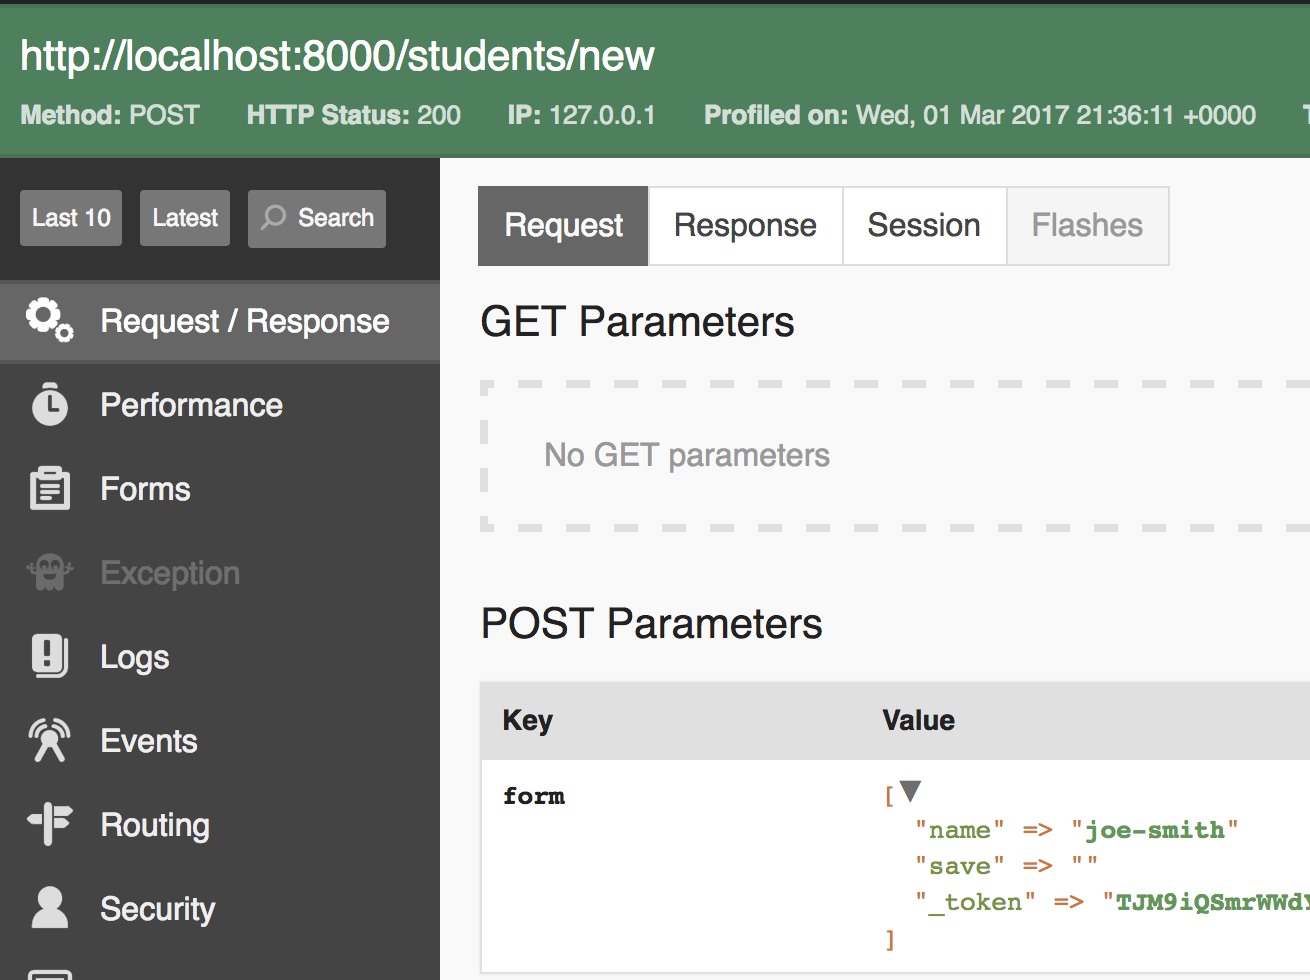 http://localhost:8000/students/new
Method: POST HTTP Status: 200 IP: 127.0.0.1 Profiled on: Wed, 01 Mar 2017 21:36:11 +0000
Last 10 Latest Search
Request Response Session Flashes
Request / Response
Performance
Forms
Exception
Logs
Events
Routing
Security
GET Parameters
No GET parameters
POST Parameters
Key Value
form [
"name" => "joe-smith"
"save" => ""
"_token" => "TJM9iQSmrWWd
]